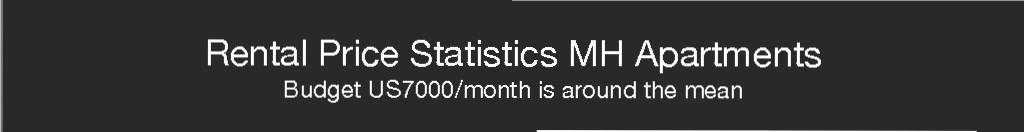 Rental Price Statistics MH Apartments
Budget US7000/month is around the mean